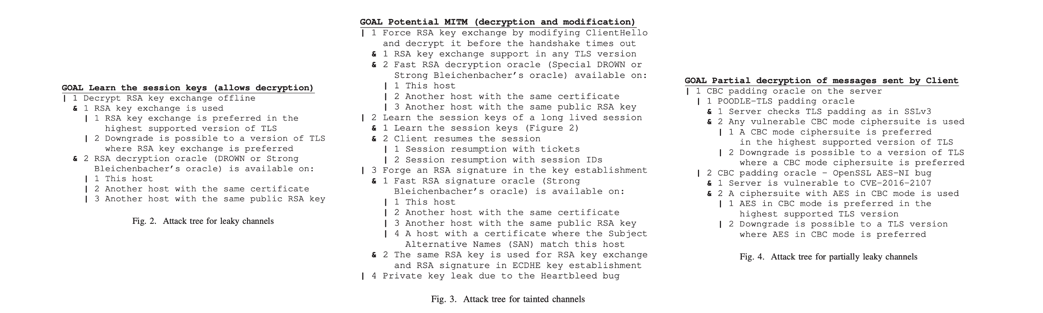 GOAL Learn the session keys (allows decryption)
| 1 Decrypt RSA key exchange offline
& 1 RSA key exchange is used
| 1 RSA key exchange is preferred in the
highest supported version of TLS
| 2 Downgrade is possible to a version of TLS
where RSA key exchange is preferred
& 2 RSA decryption oracle (DROWN or Strong
Bleichenbacher's oracle) is available on:
| 1 This host
| 2 Another host with the same certificate
| 3 Another host with the same public RSA key
Fig. 2. Attack tree for leaky channels
GOAL Potential MITM (decryption and modification)
| 1 Force RSA key exchange by modifying ClientHello
and decrypt it before the handshake times out
& 1 RSA key exchange support in any TLS version
& 2 Fast RSA decryption oracle (Special DROWN or
Strong Bleichenbacher's oracle) available on:
| 1 This host
| 2 Another host with the same certificate
| 3 Another host with the same public RSA key
| 2 Learn the session keys of a long lived session
& 1 Learn the session keys (Figure 2)
& 2 Client resumes the session
| 1 Session resumption with tickets
| 2 Session resumption with session IDs
| 3 Forge an RSA signature in the key establishment
& 1 Fast RSA signature oracle (Strong
Bleichenbacher's oracle) is available on:
| 1 This host
| 2 Another host with the same certificate
| 3 Another host with the same public RSA key
| 4 A host with a certificate where the Subject
Alternative Names (SAN) match this host
& 2 The same RSA key is used for RSA key exchange
and RSA signature in ECDHE key establishment
| 4 Private key leak due to the Heartbleed bug
Fig. 3. Attack tree for tainted channels
GOAL Partial decryption of messages sent by Client
| 1 CBC padding oracle on the server
| 1 POODLE-TLS padding oracle
& 1 Server checks TLS padding as in SSLv3
& 2 Any vulnerable CBC mode ciphersuite is used
| 1 A CBC mode ciphersuite is preferred
in the highest supported version of TLS
| 2 Downgrade is possible to a version of TLS
where a CBC mode ciphersuite is preferred
| 2 CBC padding oracle - OpenSSL AES-NI bug
& 1 Server is vulnerable to CVE-2016-2107
& 2 A ciphersuite with AES in CBC mode is used
| 1 AES in CBC mode is preferred in the
highest supported TLS version
| 2 Downgrade is possible to a TLS version
where AES in CBC mode is preferred
Fig. 4. Attack tree for partially leaky channels